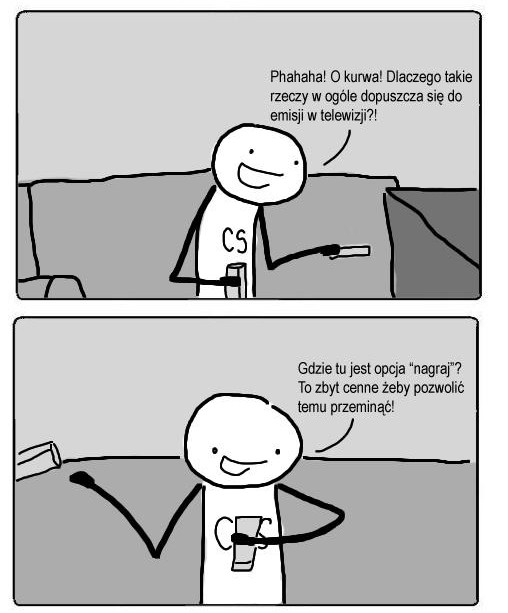 Phahaha! O kurwa! Dlaczego takie
rzeczy w ogóle dopuszcza się do
emisji w telewizji?!
CS
Gdzie tu jest opcja “nagraj”?
To zbyt cenne żeby pozwolić
temu przeminąć!
CS